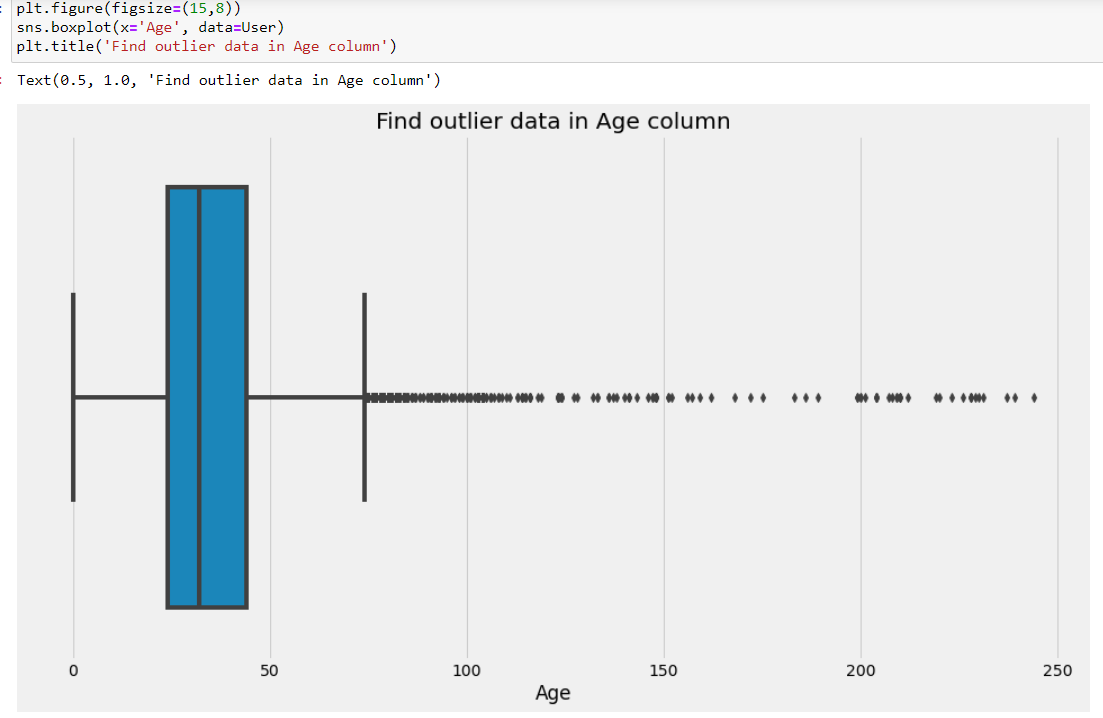 plt.figure(figsize=(15,8))
sns.boxplot(x='Age', data=User)
plt.title('Find outlier data in Age column')
Text(0.5, 1.0, 'Find outlier data in Age column')
Find outlier data in Age column
0 50 100 150 200 250
Age